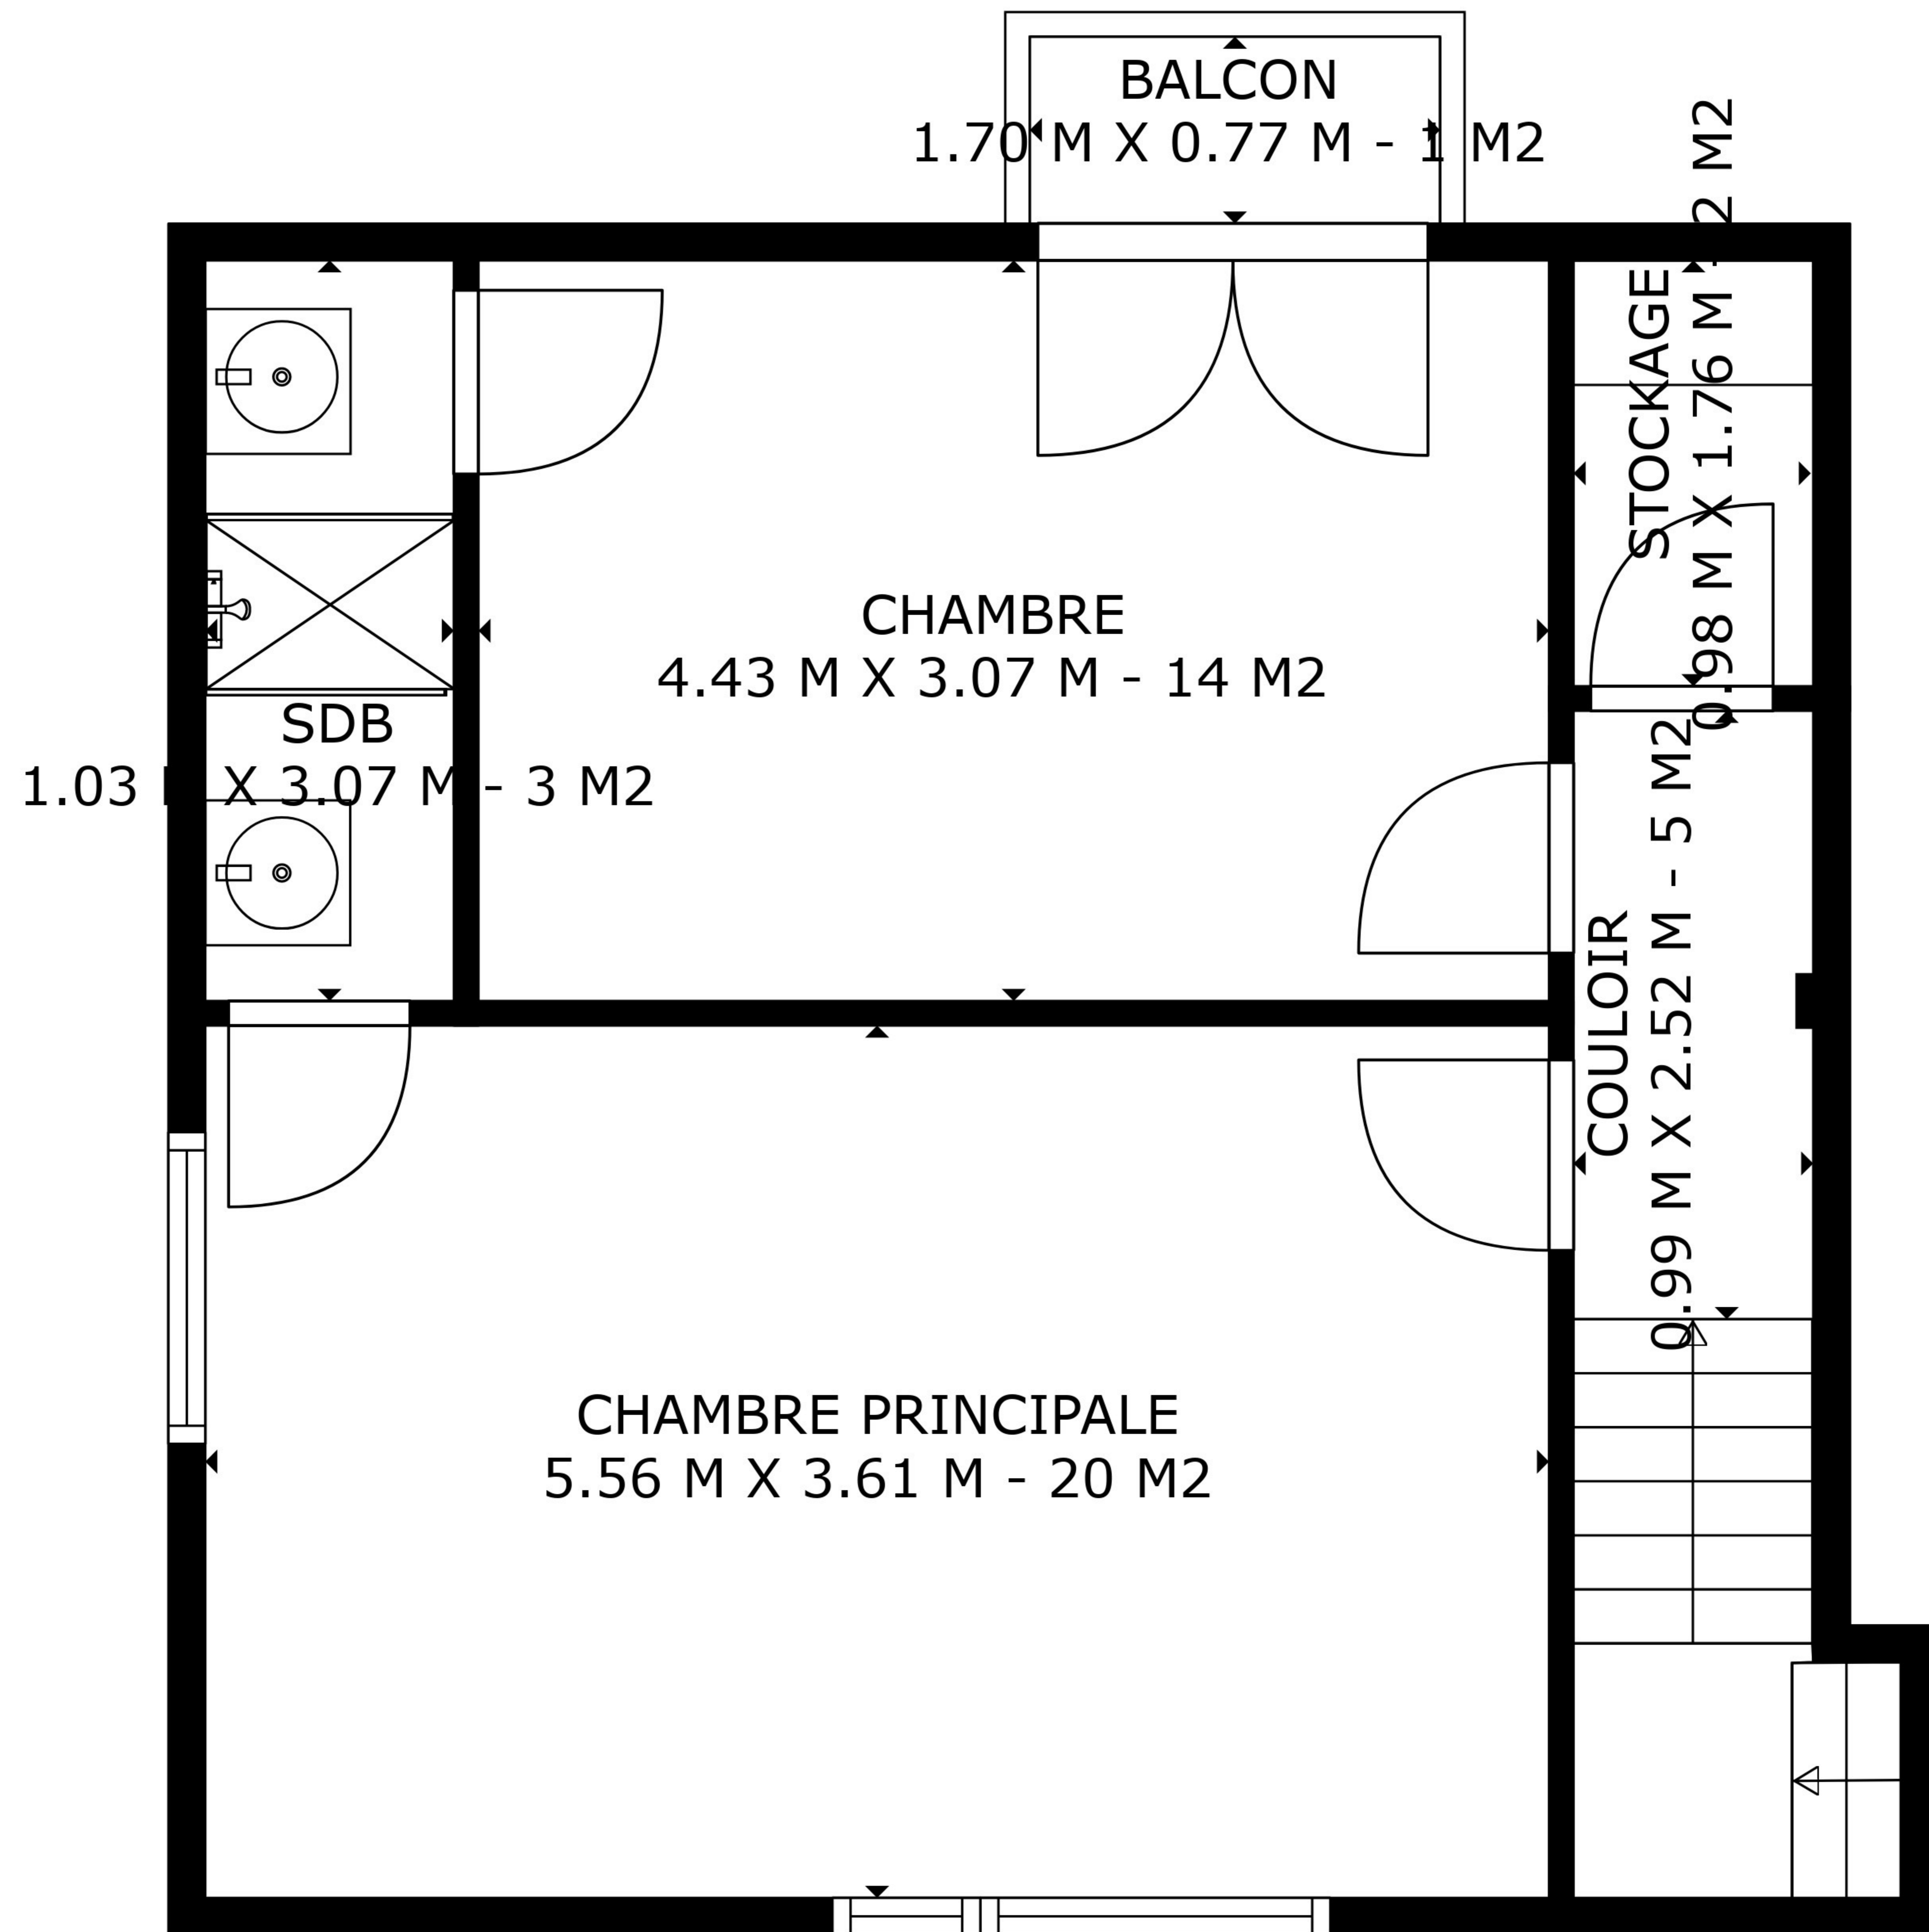 BALCON
1.70 M X 0.77 M - 1 M2
STOCKAGE
0.98 M X 1.76 M - 2 M2
CHAMBRE
4.43 M X 3.07 M - 14 M2
SDB
1.03 M X 3.07 M - 3 M2
COULOIR
0.99 M X 2.52 M - 5 M2
CHAMBRE PRINCIPALE
5.56 M X 3.61 M - 20 M2